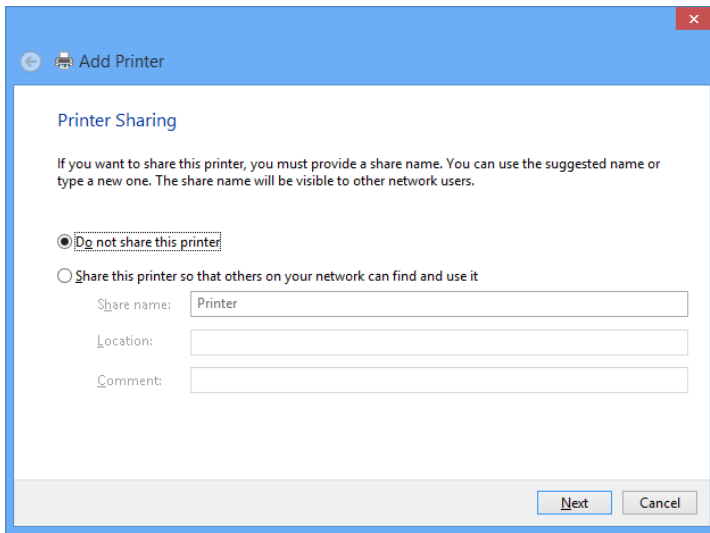 Add Printer
Printer Sharing
If you want to share this printer, you must provide a share name. You can use the suggested name or
type a new one. The share name will be visible to other network users.
Do not share this printer
Share this printer so that others on your network can find and use it
Share name: Printer
Location:
Comment:
Next Cancel